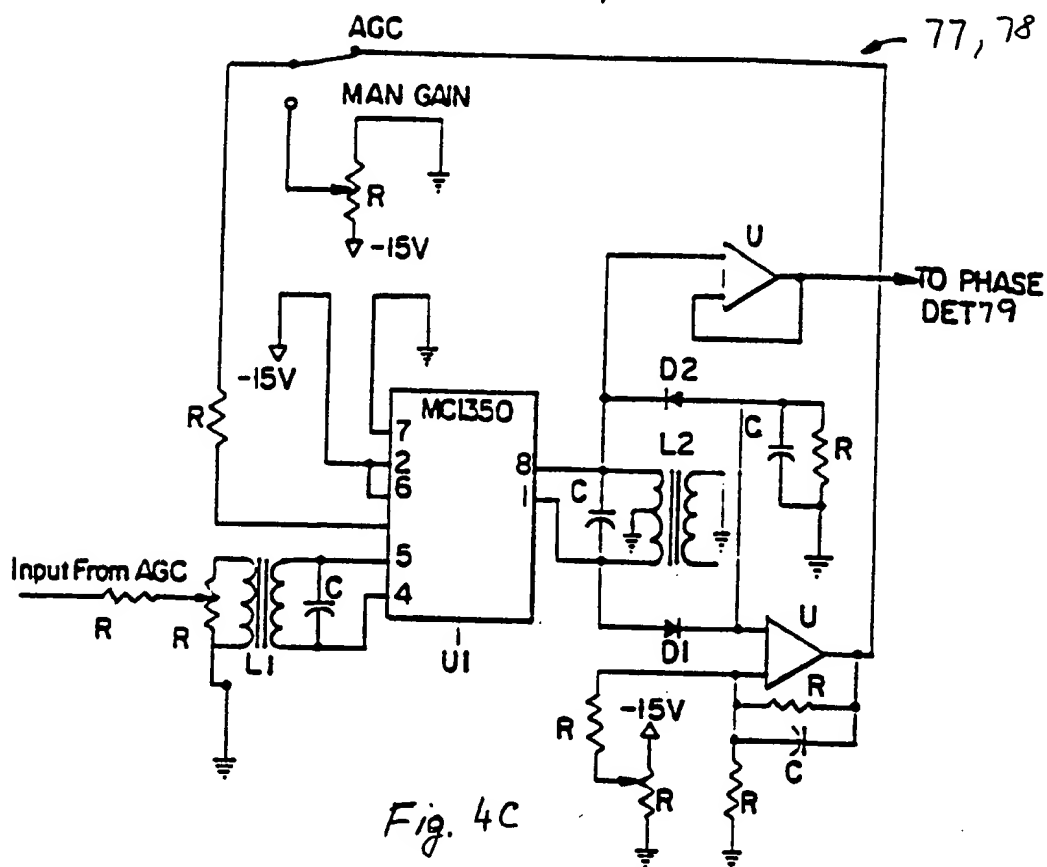 AGC
77, 78
MAN GAIN
R
-15V
U
TO PHASE
DET79
-15V
D2
MC1350
R
7
C
R
2
8
L2
6
C
1
5
Input From AGC
C
4
U
R
R
L1
U1
D1
R
-15V
R
C
R
R
Fig. 4C